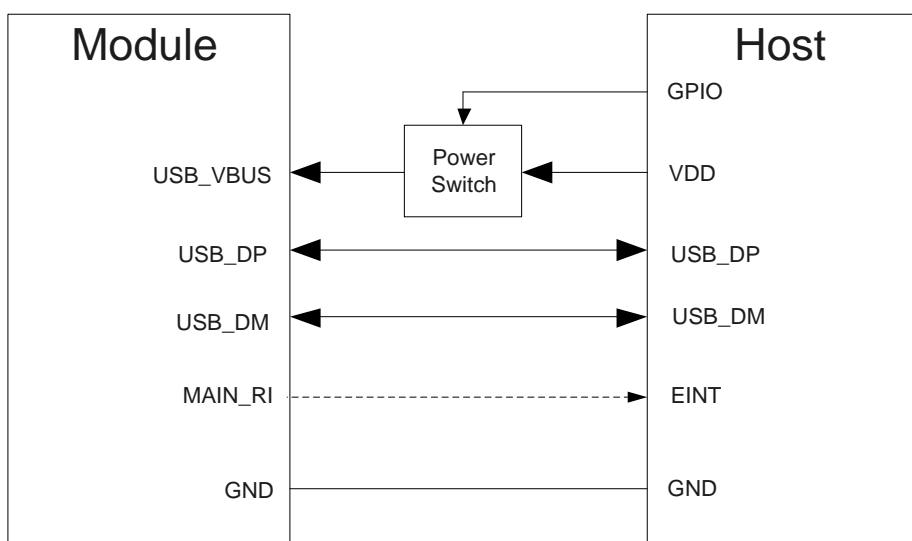 Module
Host
GPIO
Power
Switch
USB_VBUS
VDD
USB_DP
USB_DP
USB_DM
USB_DM
MAIN_RI
EINT
GND
GND